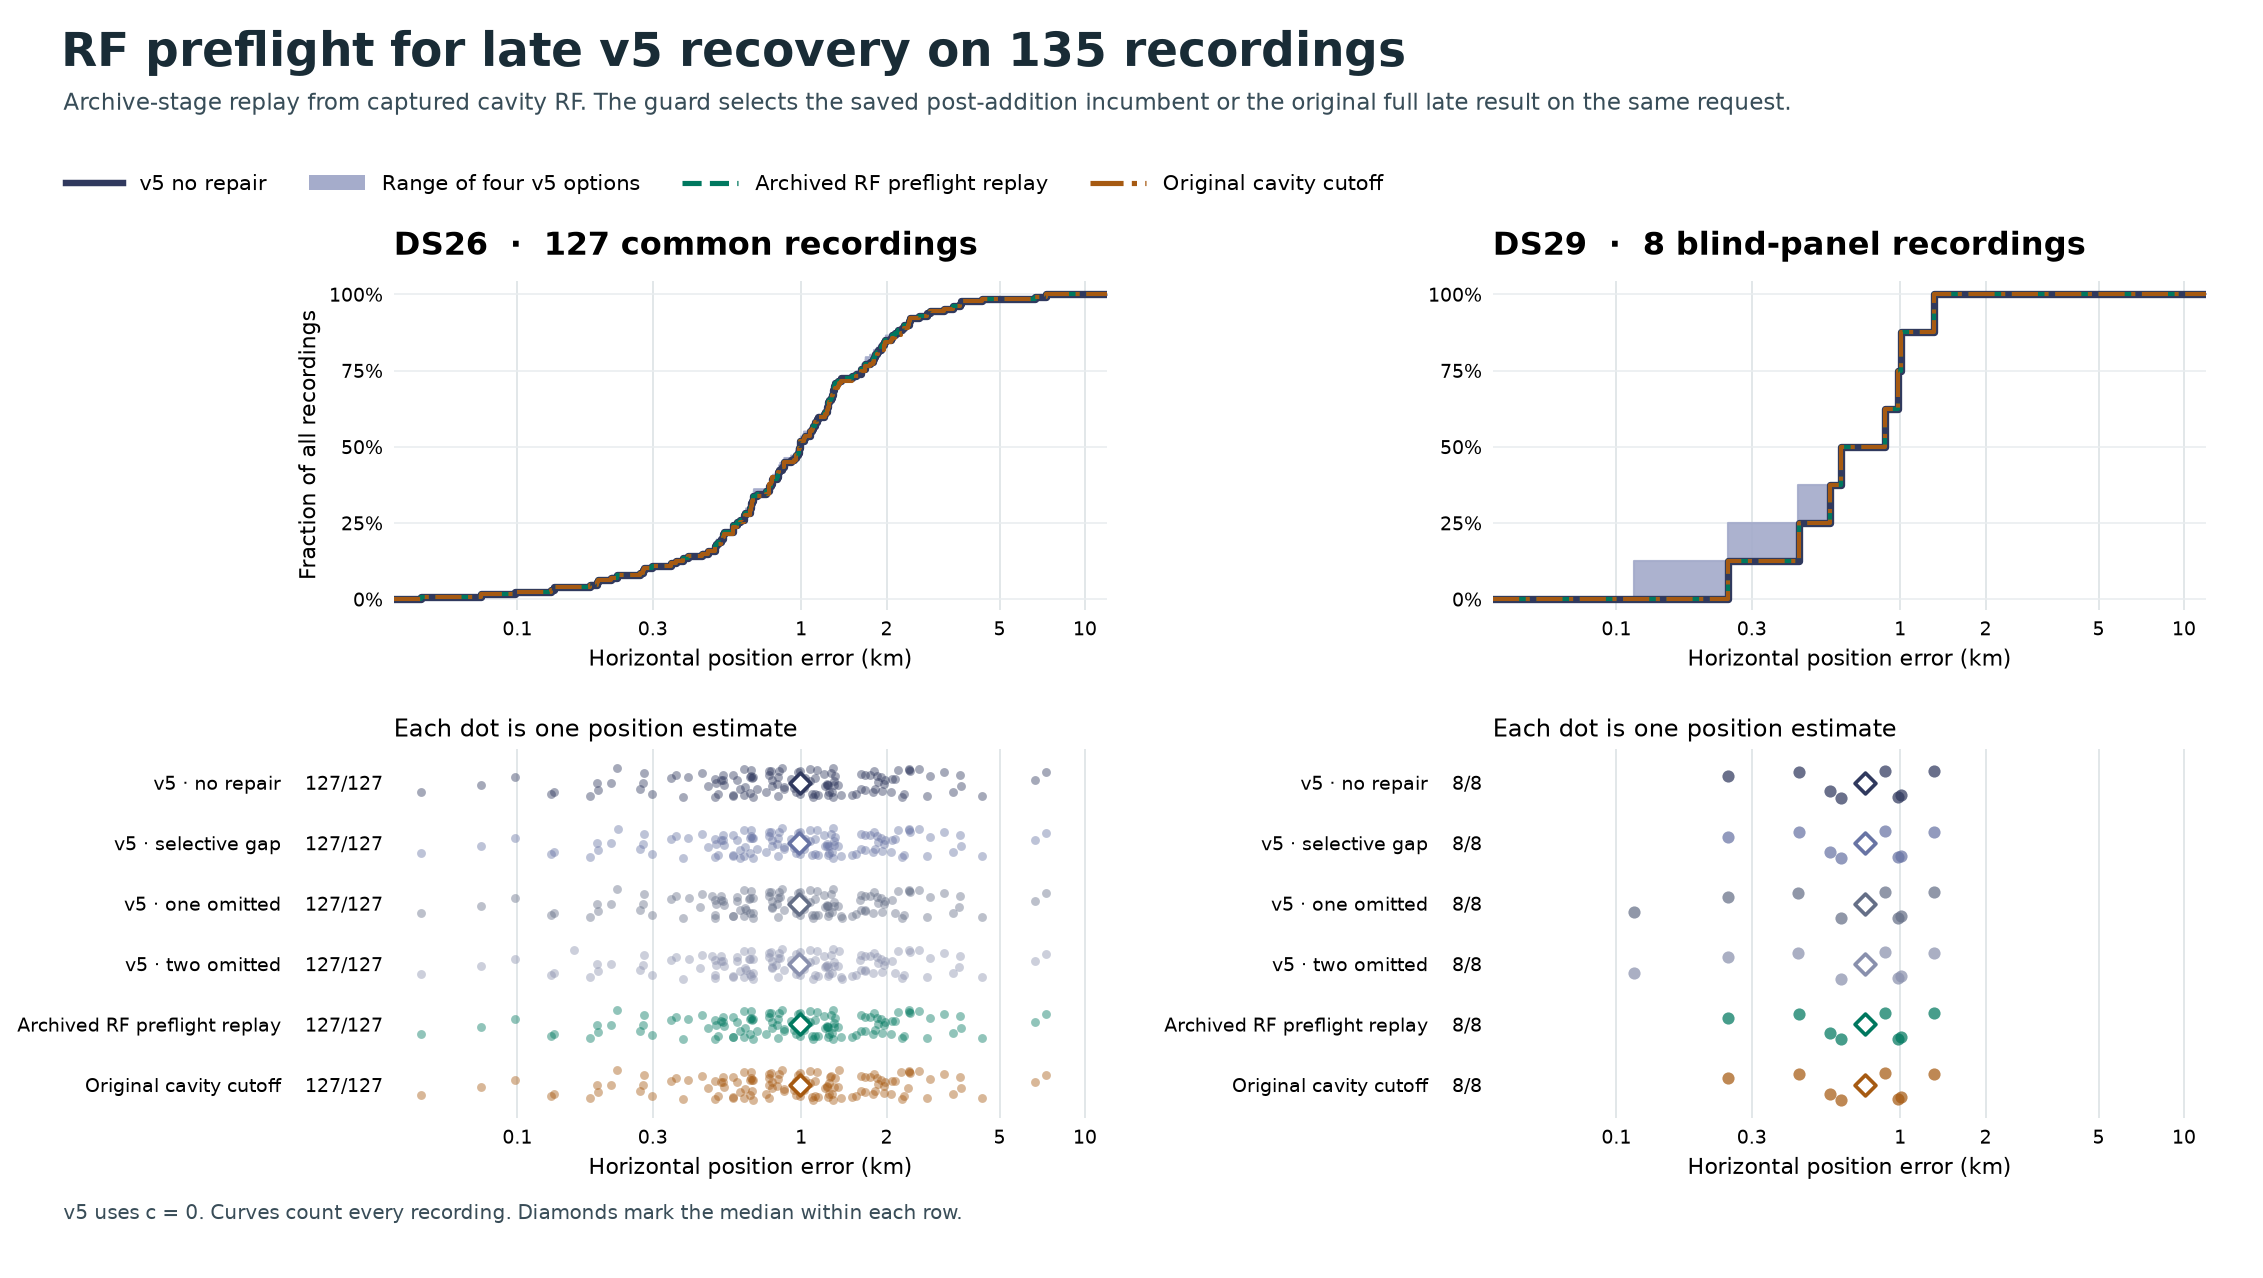 RF preflight for late v5 recovery on 135 recordings
Archive-stage replay from captured cavity RF. The guard selects the saved post-addition incumbent or the original full late result on the same request.
v5 no repair
Range of four v5 options
Archived RF preflight replay
Original cavity cutoff
DS26 · 127 common recordings
Fraction of all recordings
100%
75%
50%
25%
0%
0.1 0.3 1 2 5 10
Horizontal position error (km)
DS29 · 8 blind-panel recordings
100%
75%
50%
25%
0%
0.1 0.3 1 2 5 10
Horizontal position error (km)
Each dot is one position estimate
v5 · no repair 127/127
v5 · selective gap 127/127
v5 · one omitted 127/127
v5 · two omitted 127/127
Archived RF preflight replay 127/127
Original cavity cutoff 127/127
0.1 0.3 1 2 5 10
Horizontal position error (km)
Each dot is one position estimate
v5 · no repair 8/8
v5 · selective gap 8/8
v5 · one omitted 8/8
v5 · two omitted 8/8
Archived RF preflight replay 8/8
Original cavity cutoff 8/8
0.1 0.3 1 2 5 10
Horizontal position error (km)
v5 uses c = 0. Curves count every recording. Diamonds mark the median within each row.